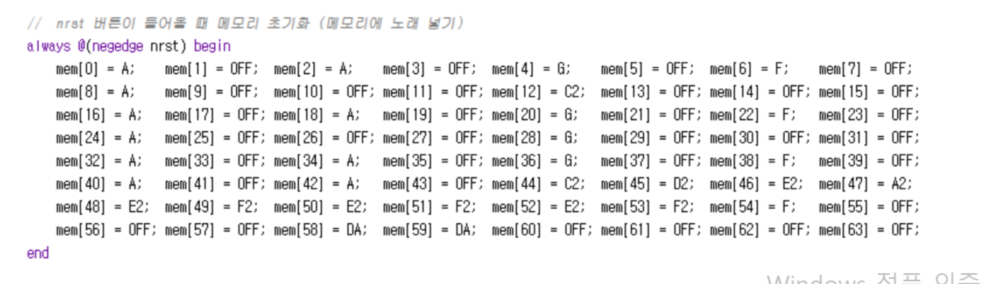 // nrst 버튼이 들어올 때 메모리 초기화 (메모리에 노래 넣기)
always @(negedge nrst) begin
mem[0] = A; mem[1] = OFF; mem[2] = A; mem[3] = OFF; mem[4] = G; mem[5] = OFF; mem[6] = F; mem[7] = OFF;
mem[8] = A; mem[9] = OFF; mem[10] = OFF; mem[11] = OFF; mem[12] = C2; mem[13] = OFF; mem[14] = OFF; mem[15] = OFF;
mem[16] = A; mem[17] = OFF; mem[18] = A; mem[19] = OFF; mem[20] = G; mem[21] = OFF; mem[22] = F; mem[23] = OFF;
mem[24] = A; mem[25] = OFF; mem[26] = OFF; mem[27] = OFF; mem[28] = G; mem[29] = OFF; mem[30] = OFF; mem[31] = OFF;
mem[32] = A; mem[33] = OFF; mem[34] = A; mem[35] = OFF; mem[36] = G; mem[37] = OFF; mem[38] = F; mem[39] = OFF;
mem[40] = A; mem[41] = OFF; mem[42] = A; mem[43] = OFF; mem[44] = C2; mem[45] = D2; mem[46] = E2; mem[47] = A2;
mem[48] = E2; mem[49] = F2; mem[50] = E2; mem[51] = F2; mem[52] = E2; mem[53] = F2; mem[54] = F; mem[55] = OFF;
mem[56] = OFF; mem[57] = OFF; mem[58] = DA; mem[59] = DA; mem[60] = OFF; mem[61] = OFF; mem[62] = OFF; mem[63] = OFF;
end
Windows 정품 인증